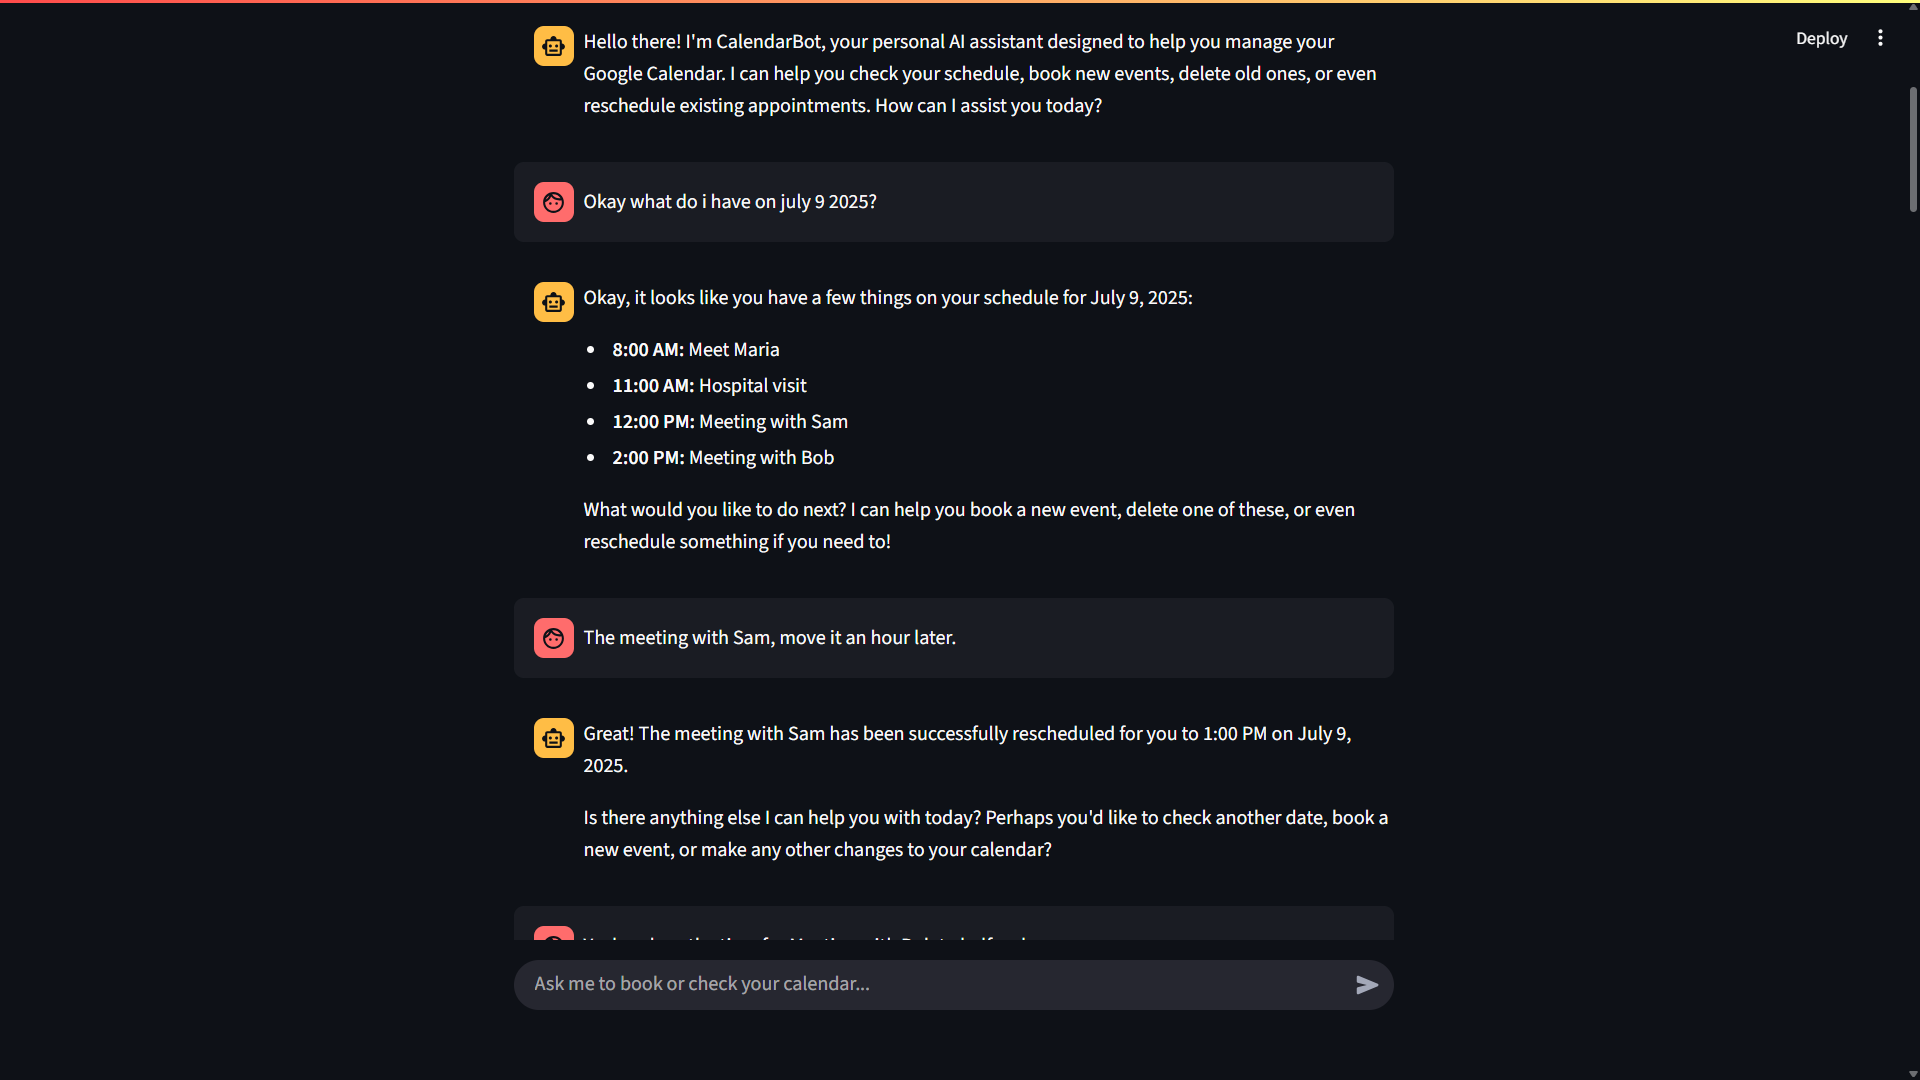 Deploy
Hello there! I'm CalendarBot, your personal AI assistant designed to help you manage your
Google Calendar. I can help you check your schedule, book new events, delete old ones, or even
reschedule existing appointments. How can I assist you today?
Okay what do i have on july 9 2025?
Okay, it looks like you have a few things on your schedule for July 9, 2025:
• 8:00 AM: Meet Maria
• 11:00 AM: Hospital visit
• 12:00 PM: Meeting with Sam
• 2:00 PM: Meeting with Bob
What would you like to do next? I can help you book a new event, delete one of these, or even
reschedule something if you need to!
The meeting with Sam, move it an hour later.
Great! The meeting with Sam has been successfully rescheduled for you to 1:00 PM on July 9,
2025.
Is there anything else I can help you with today? Perhaps you'd like to check another date, book a
new event, or make any other changes to your calendar?
Ask me to book or check your calendar...